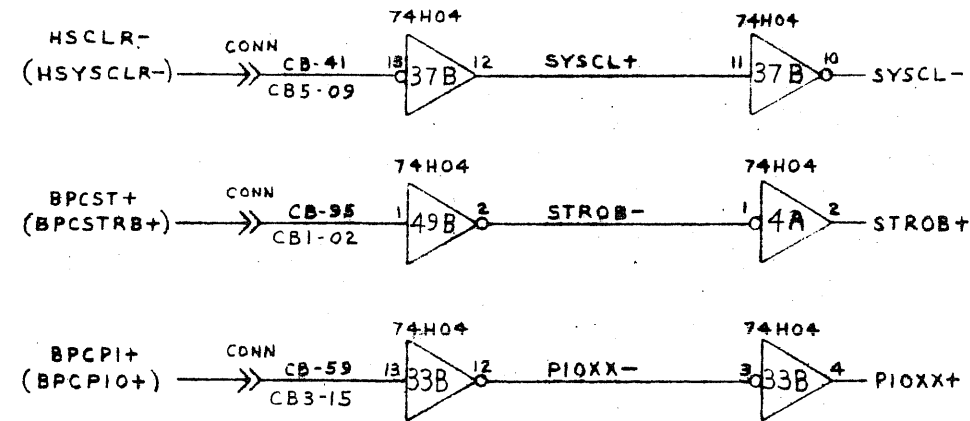 74H04 74H04
HSCLR-
(HSYSCLR-) CONN CB-41 13 37B 12 SYSCL+ 11 37B 10 SYSCL-
CB5-09
74H04 74H04
BPCST+
(BPCSTRB+) CONN CB-95 1 49B 2 STROB- 1 4A 2 STROB+
CB1-02
74H04 74H04
BPCPI+
(BPCPIO+) CONN CB-59 13 33B 12 PIOXX- 3 33B 4 PIOXX+
CB3-15